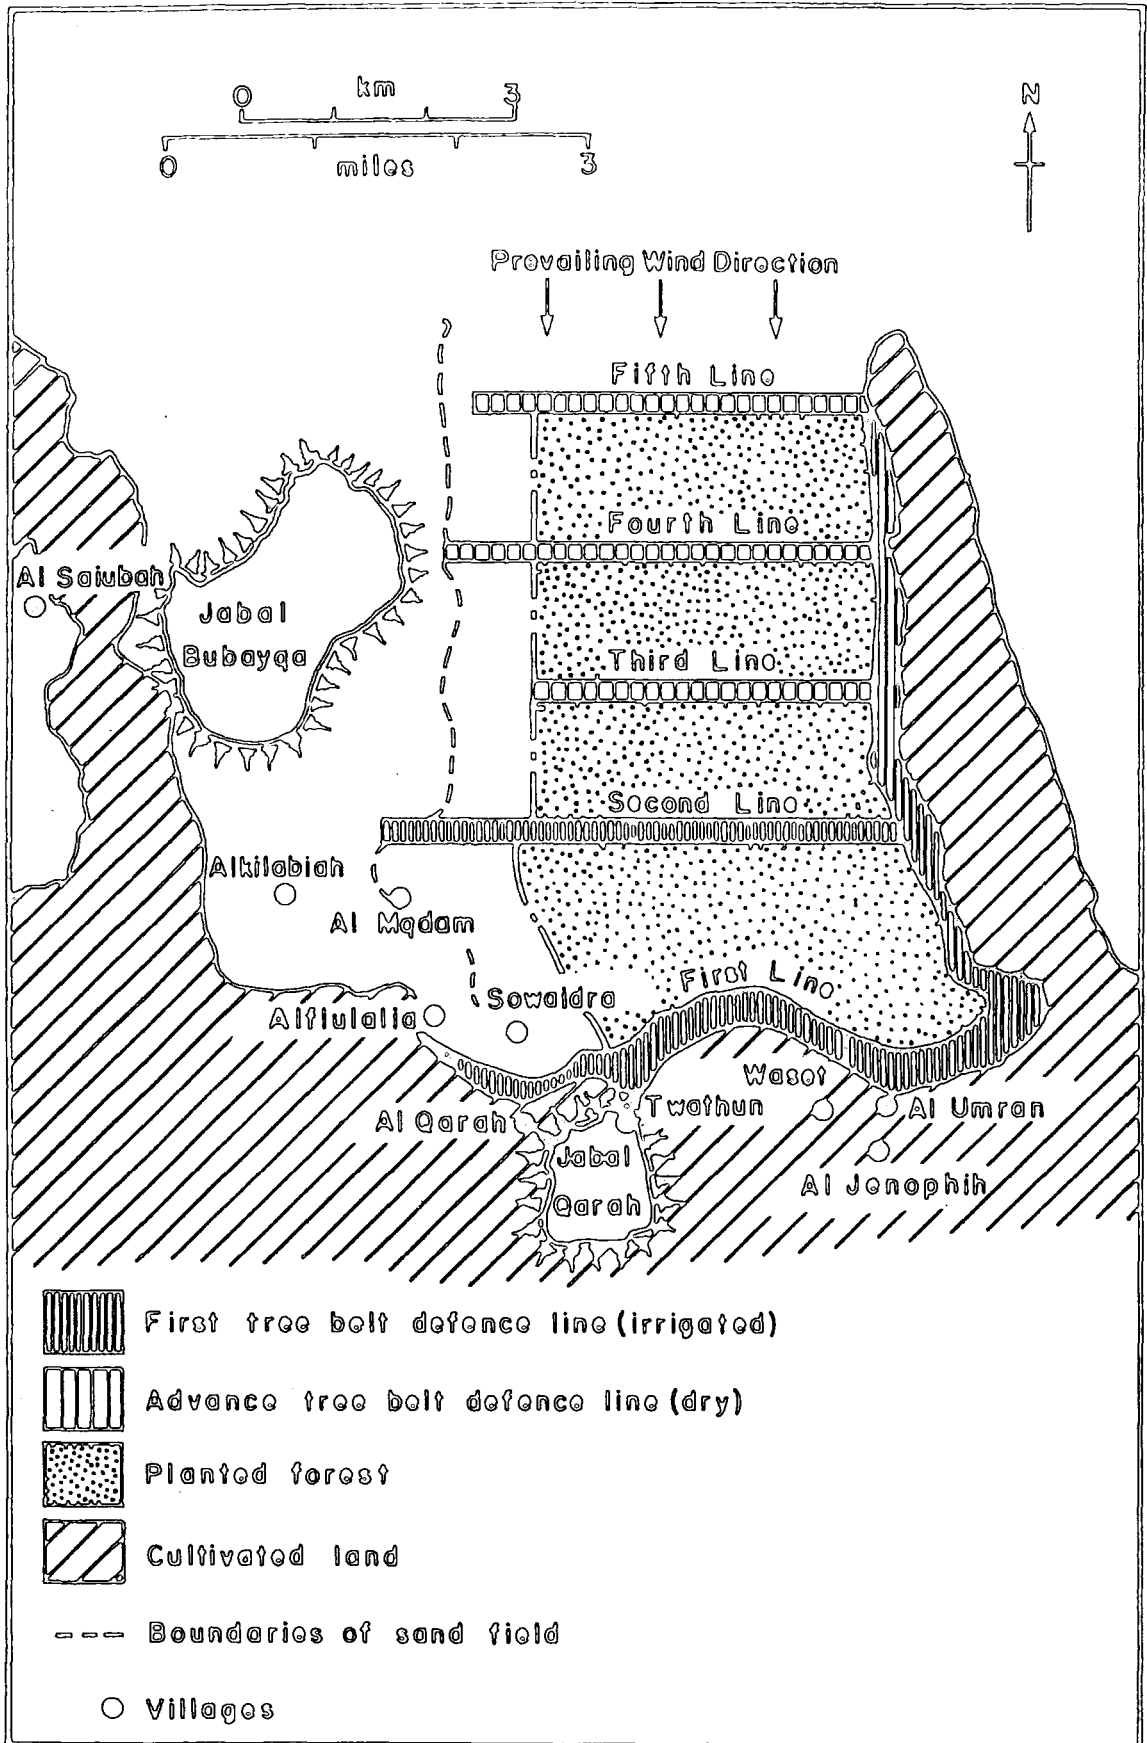 km
0 3
0 3
miles
N
Prevailing Wind Direction
Fifth Line
Fourth Line
Al Saiubah
Jabal
Bubayqa
Third Line
Second Line
Alkilabiah
Al Mqdam
First Line
Sowaidra
Alflulalia
Waset
Al Qarah
Twathun
Al Umran
Jabal
Qarah
Al Jenophih
First tree belt defence line (irrigated)
Advance tree belt defence line (dry)
Planted forest
Cultivated land
Boundaries of sand field
Villages